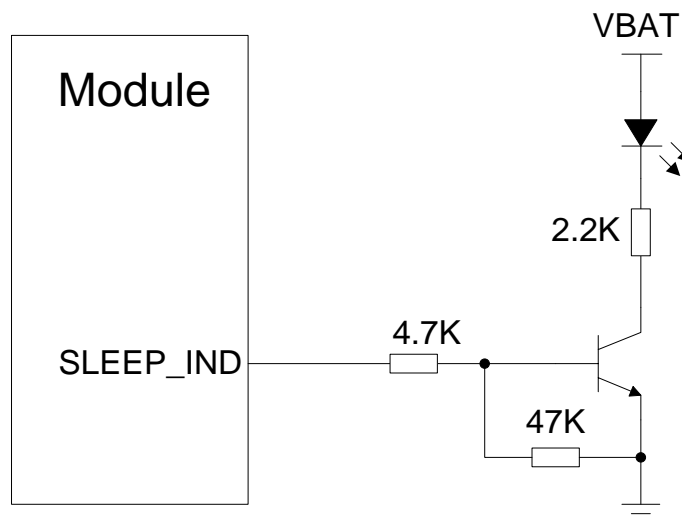 VBAT
Module
2.2K
4.7K
SLEEP_IND
47K